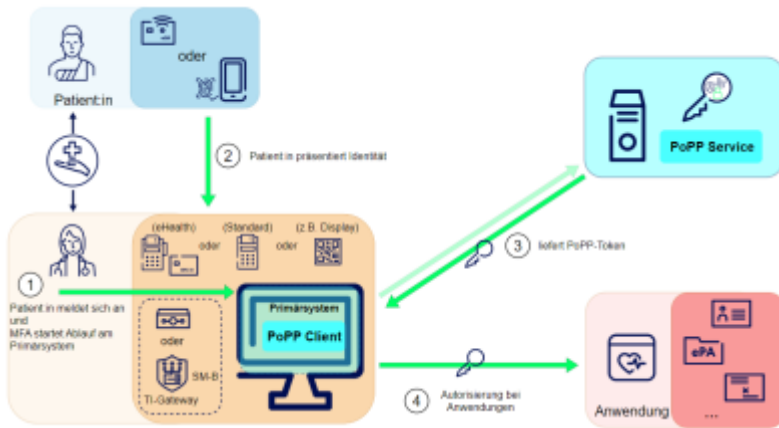 oder
Patient:in
2
Patient:in präsentiert Identität
PoPP Service
(eHealth)
(Standard)
(z.B. Display)
oder
oder
1
Patient:in meldet sich an
und
MFA startet Ablauf am
Primärsystem
Primärsystem
PoPP Client
oder
SM-B
TI-Gateway
3
liefert PoPP-Token
4
Autorisierung bei
Anwendungen
Anwendung
ePA
...